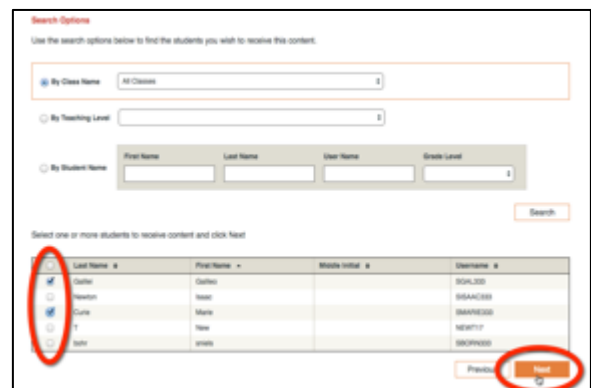 Search Options
Use the search options below to find the students you wish to receive this content.
By Class Name All Classes
By Teaching Level
First Name Last Name User Name Grade Level
By Student Name
Search
Select one or more students to receive content and click Next
Last Name First Name Middle Initial Username
Galilei Galileo
Newton Isaac
Curie Marie
T New NEWT17
bohr
Previous Next